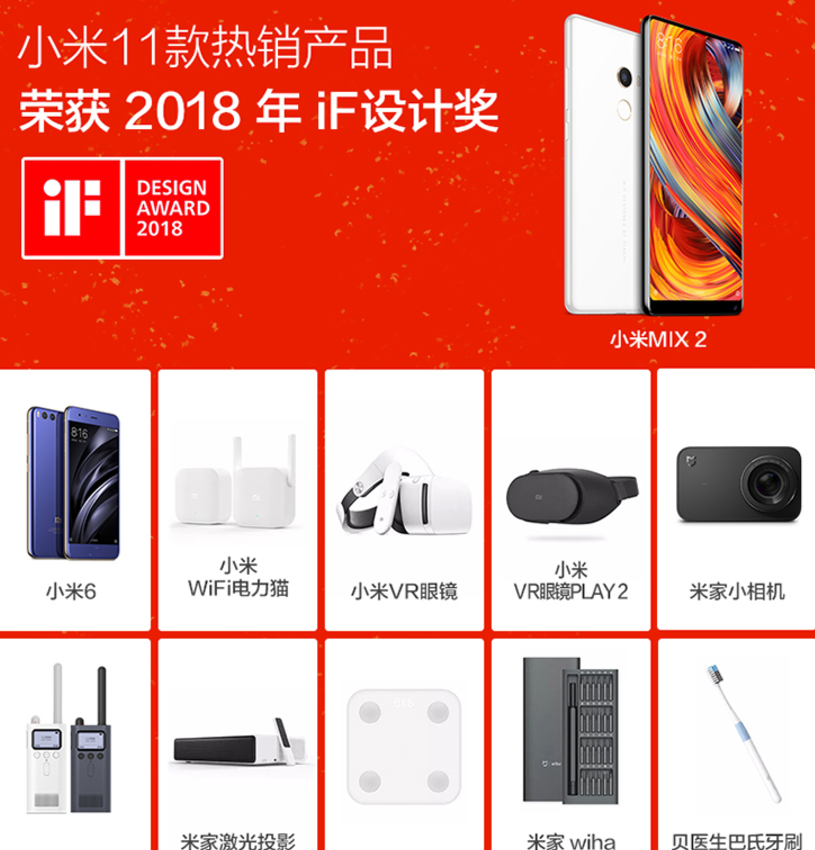 小米11款热销产品
荣获 2018 年 iF设计奖
iF
DESIGN
AWARD
2018
8:16
小米MIX 2
8:16
小米6
小米
WiFi电力猫
小米VR眼镜
小米
VR眼镜PLAY 2
米家小相机
米家激光投影
米家 wiha
贝医生巴氏牙刷